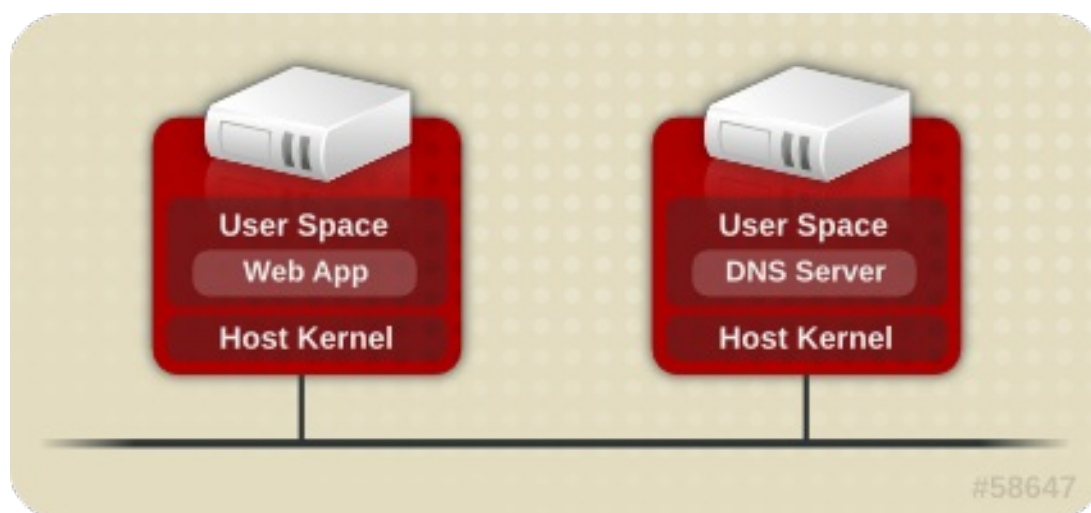 User Space
Web App
Host Kernel
User Space
DNS Server
Host Kernel
#58647